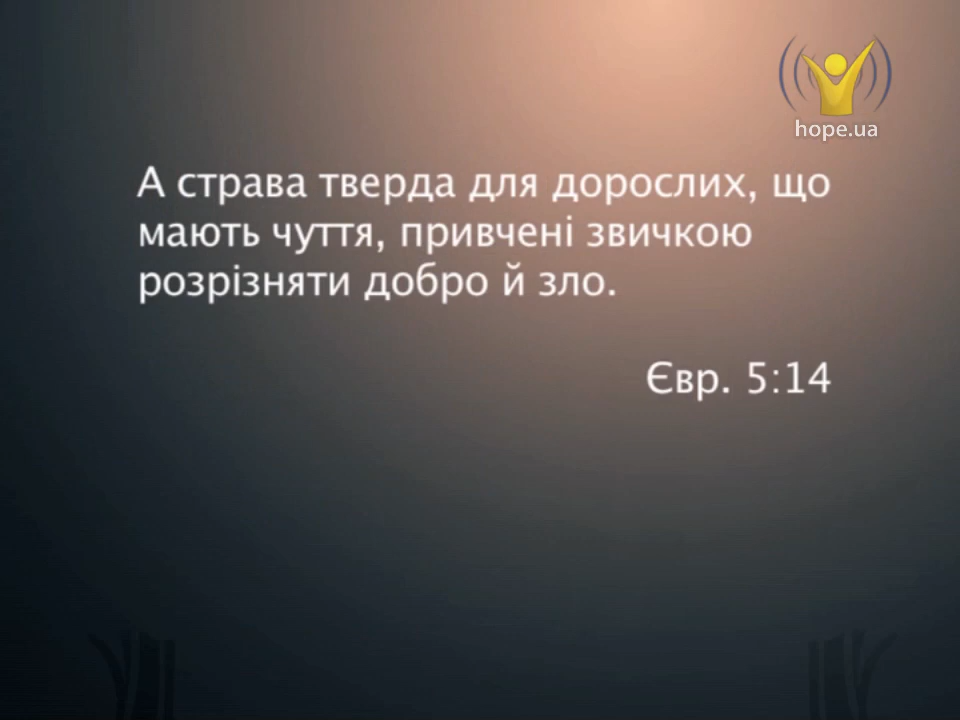 hope.ua
А страва тверда для дорослих, що
мають чуття, привчені звичкою
розрізняти добро й зло.
Євр. 5:14